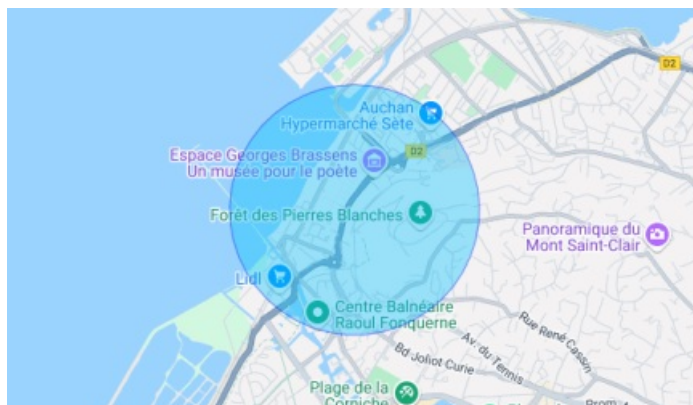 D2
Auchan
Hypermarché Sète
D2
Espace Georges Brassens
Un musée pour le poète
Forêt des Pierres Blanches
Panoramique du
Mont Saint-Clair
Lidl
Centre Balnéaire
Raoul Fonquerne
Rue René Cassin
Av. du Tennis
Bd Joliot Curie
Plage de la
Corniche